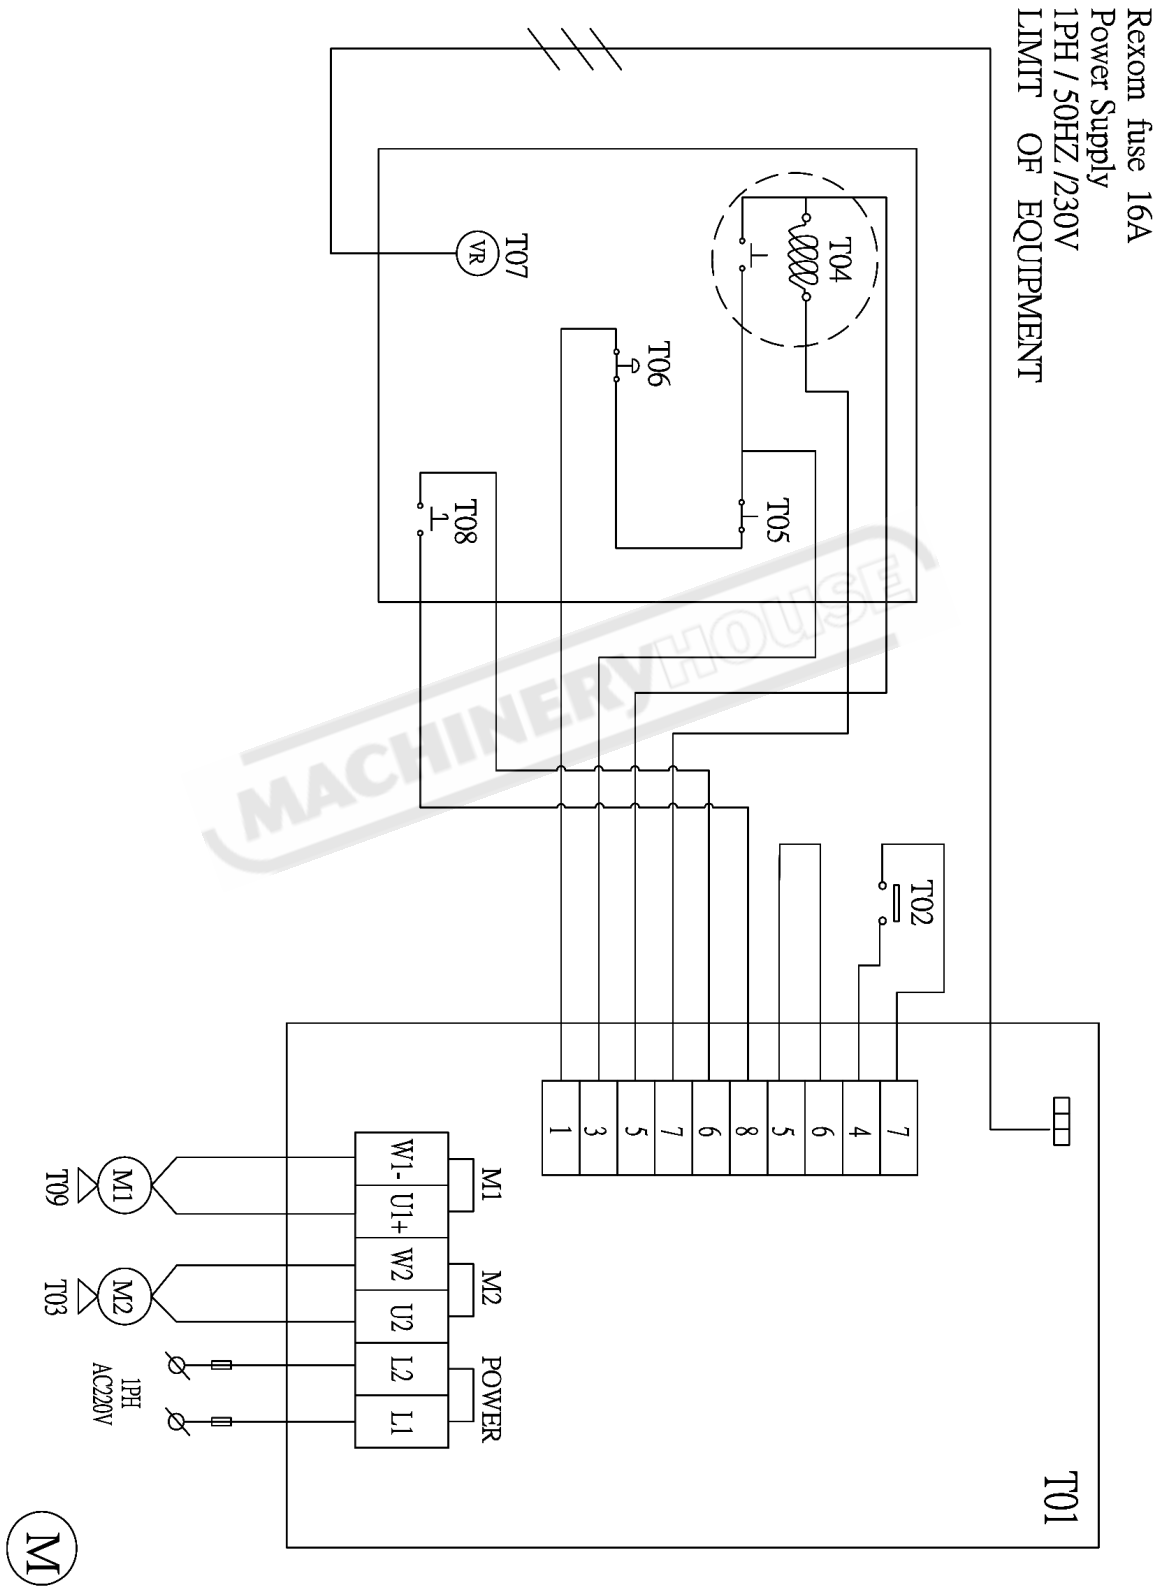 Rexom fuse 16A
Power Supply
1PH / 50HZ /230V
LIMIT OF EQUIPMENT
T04
T07
VR
T06
T05
T08
MACHINERYHOUSE
T02
T01
1
3
5
7
6
8
5
6
4
7
M1
M2
POWER
W1-
U1+
W2
U2
L2
L1
M1
T09
M2
T03
1PH
AC220V
M